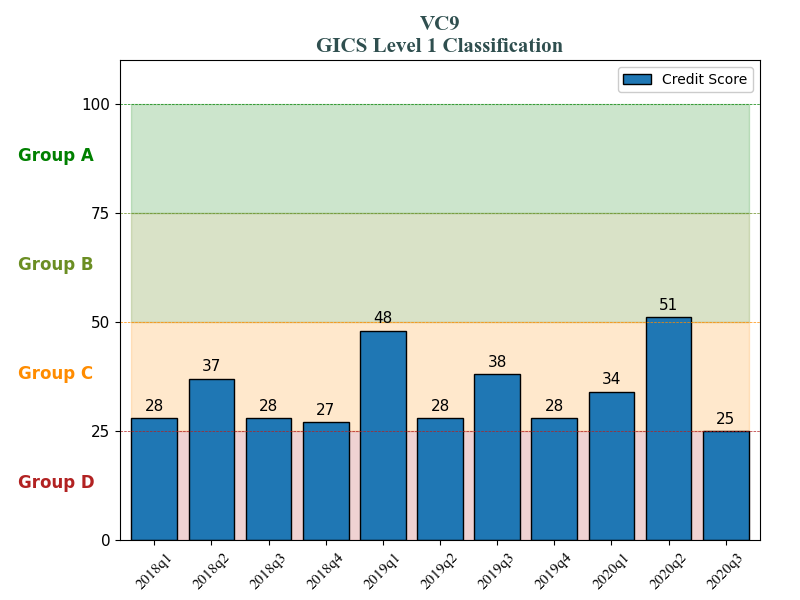 VC9
GICS Level 1 Classification
Credit Score
100
Group A
75
Group B
50
Group C
25
Group D
0
28
37
28
27
48
28
38
28
34
51
25
2018q1
2018q2
2018q3
2018q4
2019q1
2019q2
2019q3
2019q4
2020q1
2020q2
2020q3